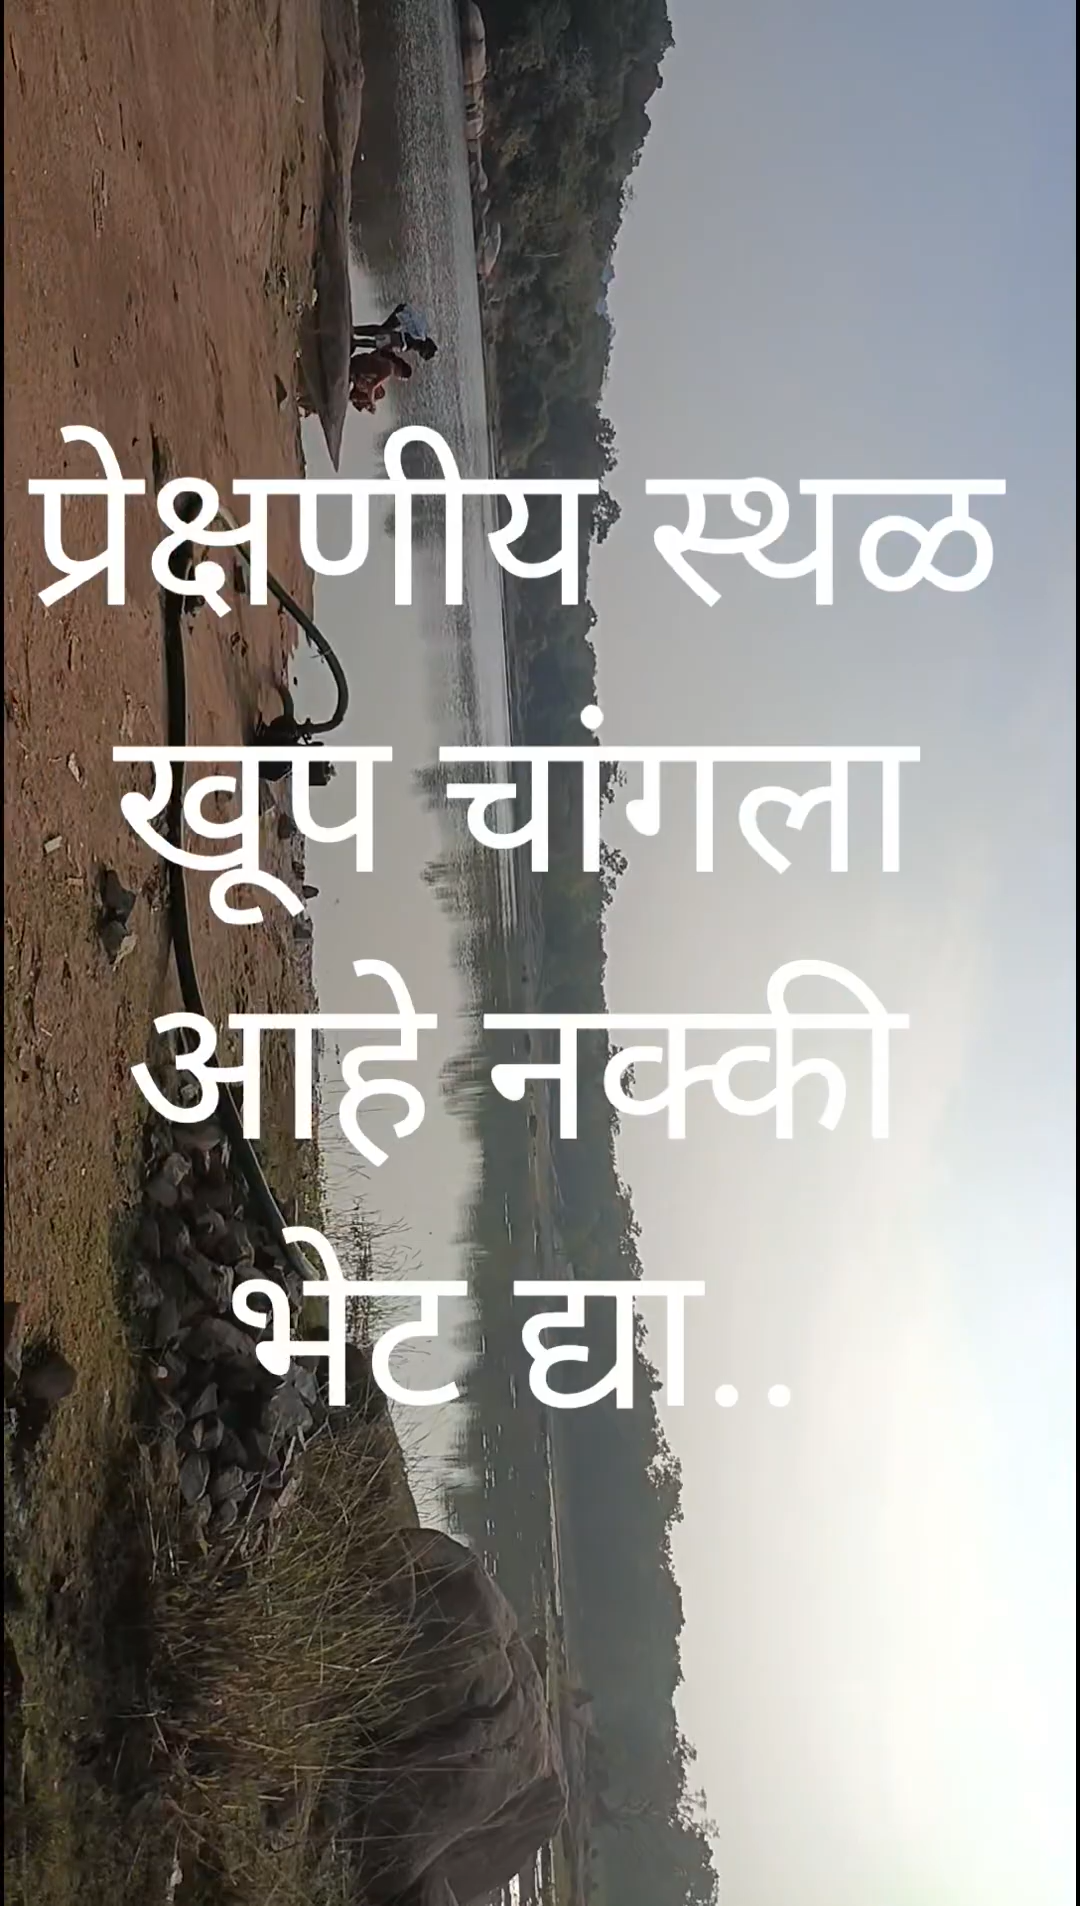 प्रेक्षणीय स्थळ
खूप चांगला
आहे नक्की
भेट द्या..